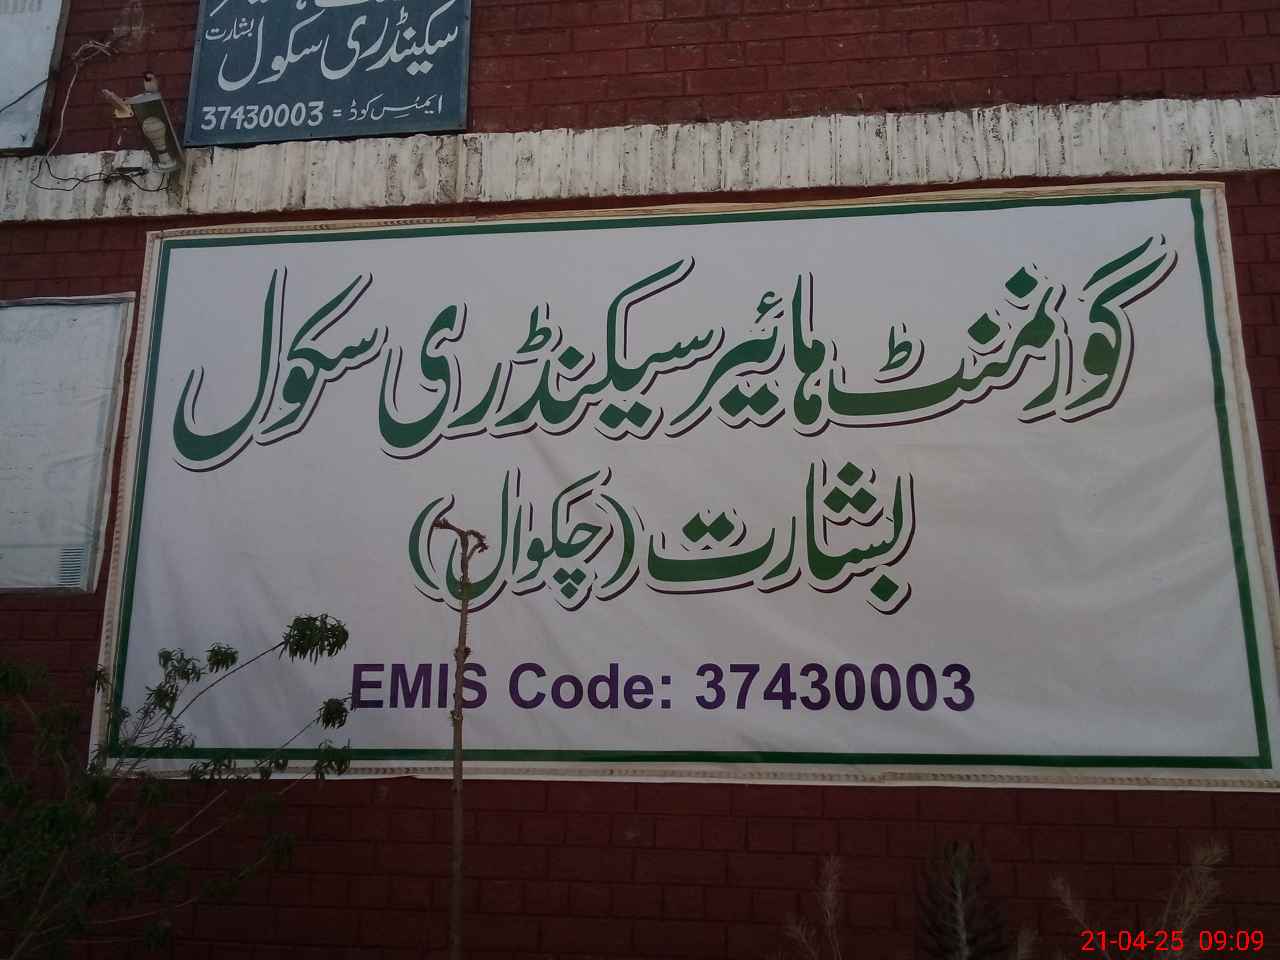 سیکنڈری سکول بشارت
ایمئس کوڈ = 37430003
گورنمنٹ ہائیر سیکنڈری سکول
بشارت (چکوال)
EMIS Code: 37430003
21-04-25 09:09